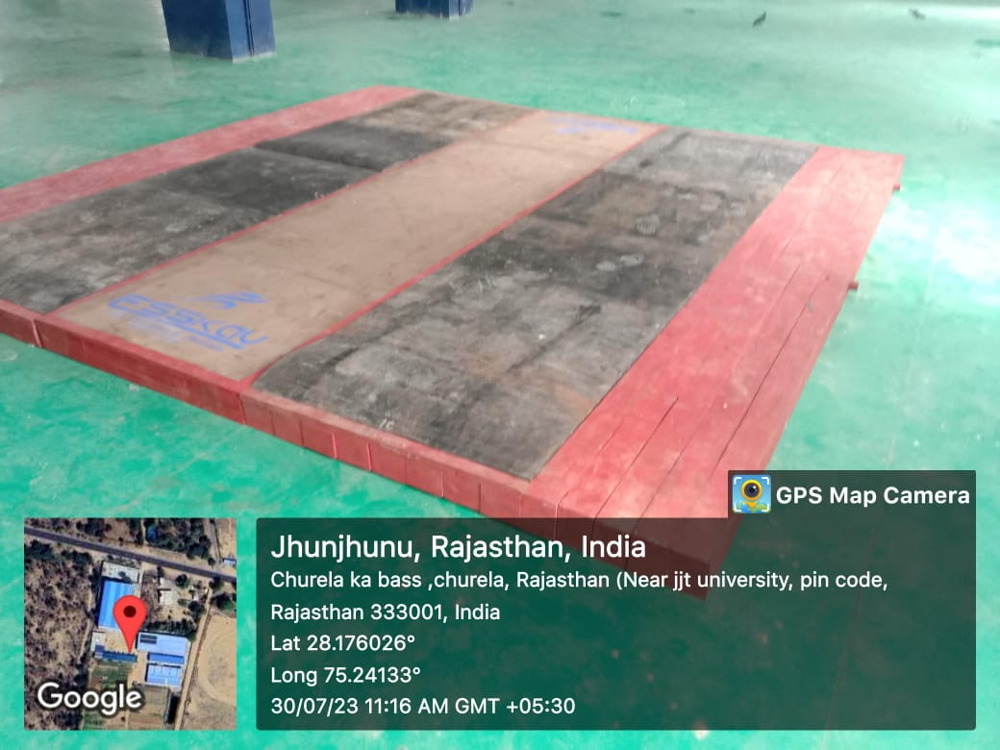 ESSKAY
GPS Map Camera
Jhunjhunu, Rajasthan, India
Churela ka bass ,churela, Rajasthan (Near jjt university, pin code,
Rajasthan 333001, India
Lat 28.176026°
Long 75.24133°
30/07/23 11:16 AM GMT +05:30
Google